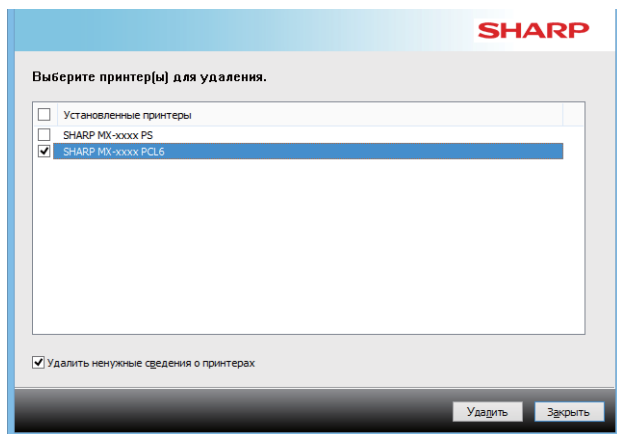 SHARP
Выберите принтер(ы) для удаления.
Установленные принтеры
SHARP MX-xxxx PS
SHARP MX-xxxx PCL6
Удалить ненужные сведения о принтерах
Удалить Закрыть